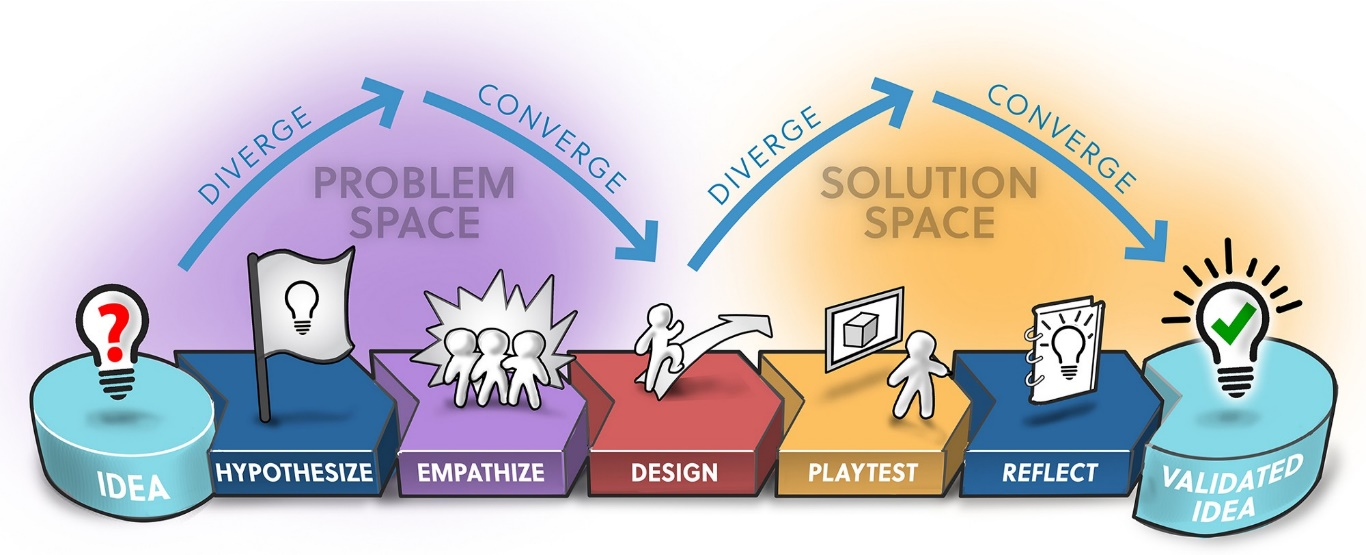 DIVERGE
CONVERGE
DIVERGE
CONVERGE
PROBLEM
SPACE
SOLUTION
SPACE
?
IDEA
HYPOTHESIZE
EMPATHIZE
DESIGN
PLAYTEST
REFLECT
VALIDATED
IDEA